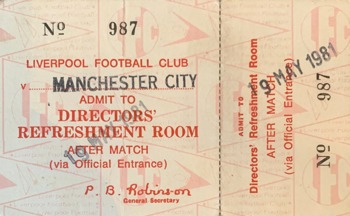 No 987
LIVERPOOL FOOTBALL CLUB
v MANCHESTER CITY
ADMIT TO
DIRECTORS'
REFRESHMENT ROOM
AFTER MATCH
(via Official Entrance)
P. B. Robinson
General Secretary
ADMIT TO
Directors' Refreshment Room
AFTER MATCH
(via Official Entrance)
MAY 1981
No 987